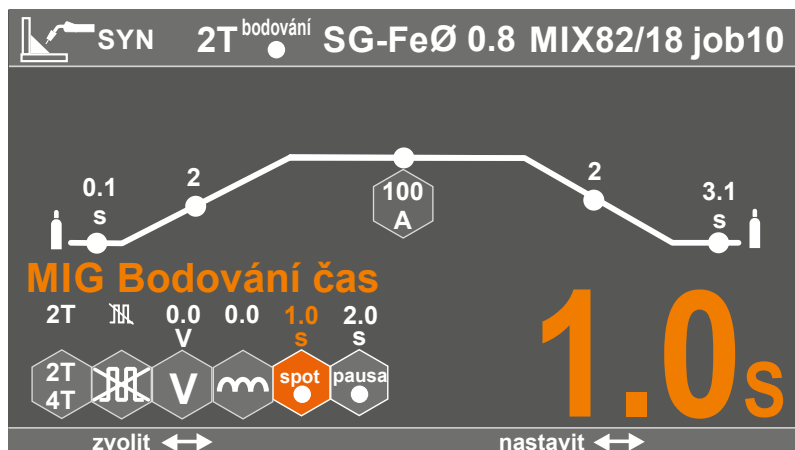 SYN 2T bodování SG-FeØ 0.8 MIX82/18 job10
0.1 s
2
100 A
2
3.1 s
MIG Bodování čas
2T 0.0 V 0.0 1.0 s 2.0 s
2T 4T V spot pausa
1.0s
zvolit nastavit